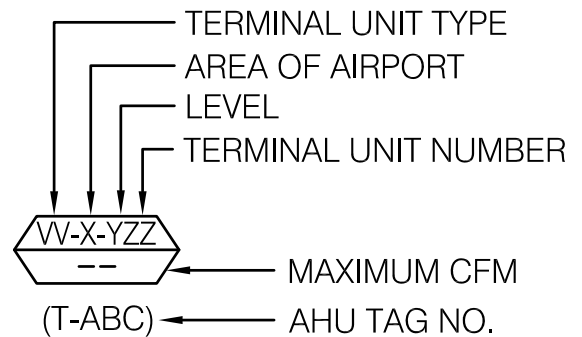 TERMINAL UNIT TYPE
AREA OF AIRPORT
LEVEL
TERMINAL UNIT NUMBER
VV-X-YZZ
--
MAXIMUM CFM
(T-ABC)
AHU TAG NO.